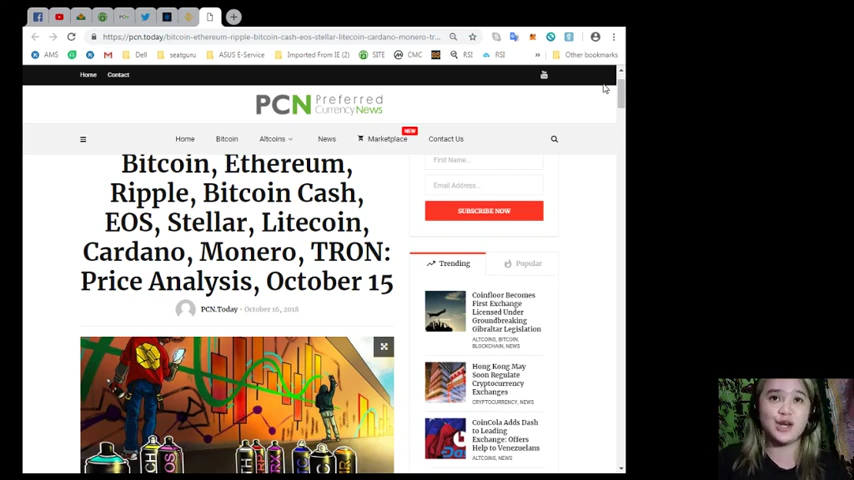 https://pcn.today/bitcoin-ethereum-ripple-bitcoin-cash-eos-stellar-litecoin-cardano-monero-tr...
AMS
Dell
seatguru
ASUS E-Service
Imported From IE (2)
SITE
CMC
RSI
RSI
»
Other bookmarks
Home
Contact
PCN Preferred
CurrencyNews
Home
Bitcoin
Altcoins
News
Marketplace
NEW
Contact Us
Bitcoin, Ethereum,
Ripple, Bitcoin Cash,
EOS, Stellar, Litecoin,
Cardano, Monero, TRON:
Price Analysis, October 15
PCN.Today - October 16, 2018
First Name...
Email Address...
SUBSCRIBE NOW
Trending
Popular
Coinfloor Becomes
First Exchange
Licensed Under
Groundbreaking
Gibraltar Legislation
ALTCOINS, BITCOIN,
BLOCKCHAIN, NEWS
Hong Kong May
Soon Regulate
Cryptocurrency
Exchanges
CRYPTOCURRENCY, NEWS
CoinCola Adds Dash
to Leading
Exchange: Offers
Help to Venezuelans
ALTCOINS, NEWS